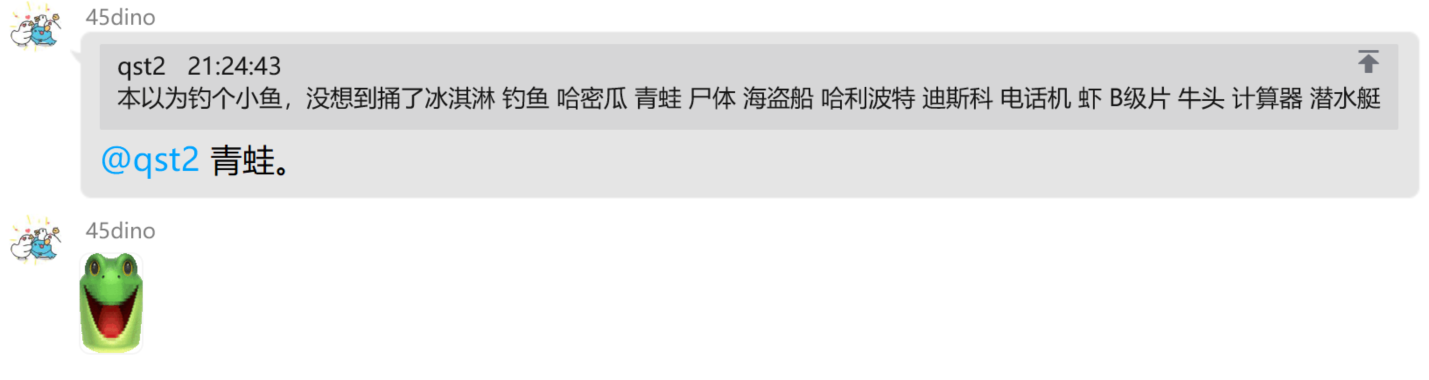 45dino
qst2 21:24:43
本以为钓个小鱼，没想到捅了冰淇淋 钓鱼 哈密瓜 青蛙 尸体 海盗船 哈利波特 迪斯科 电话机 虾 B级片 牛头 计算器 潜水艇
@qst2 青蛙。
45dino